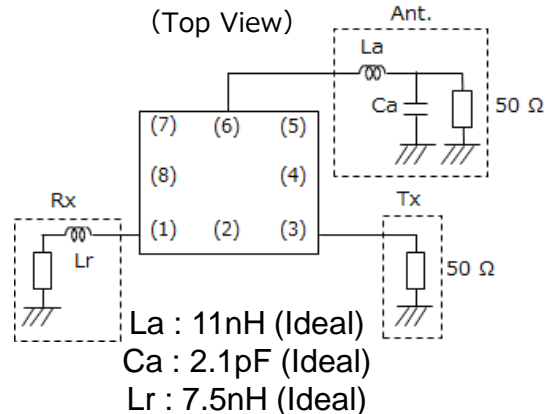 (Top View)
Ant.
La
Ca
50 Ω
(7) (6) (5)
(8) (4)
Rx
Tx
(1) (2) (3)
Lr
50 Ω
La : 11nH (Ideal)
Ca : 2.1pF (Ideal)
Lr : 7.5nH (Ideal)